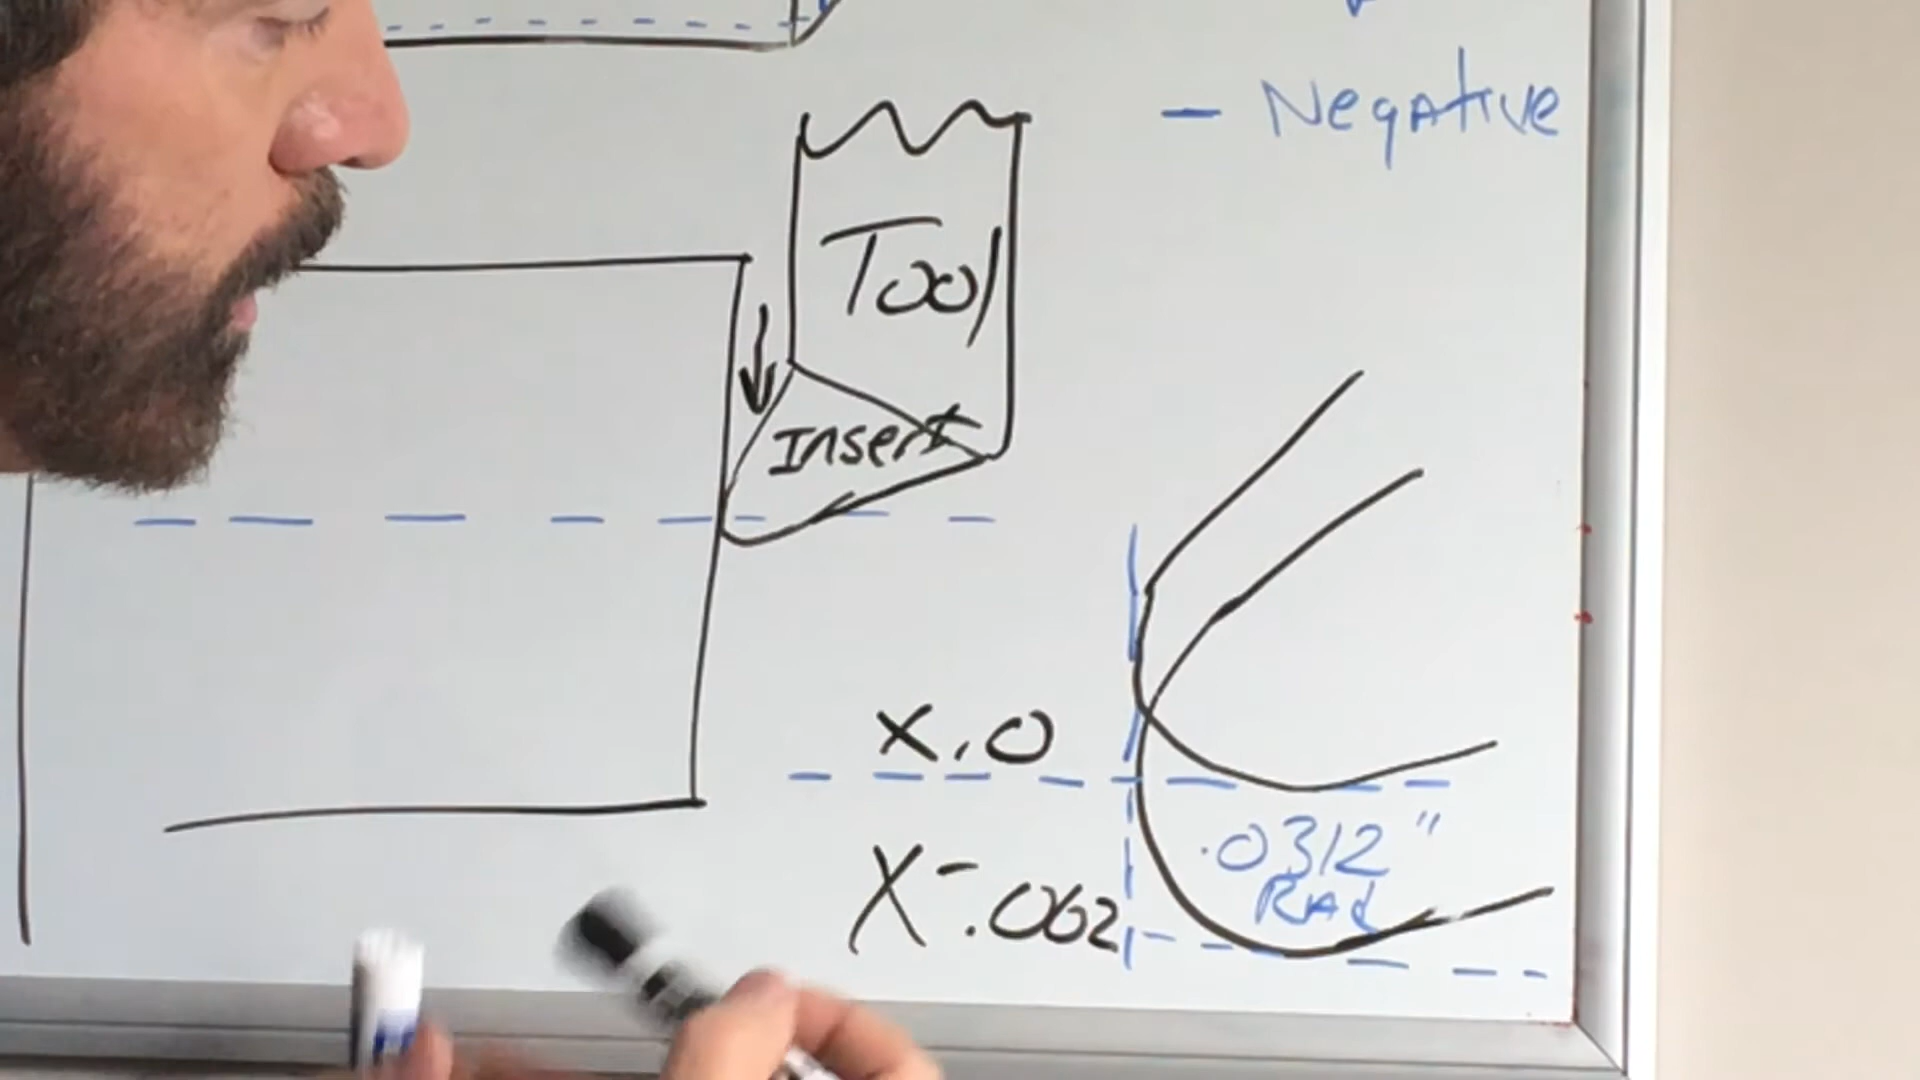 - Negative
Tool
Insert
X.0
.0312"
Rad
X-.062